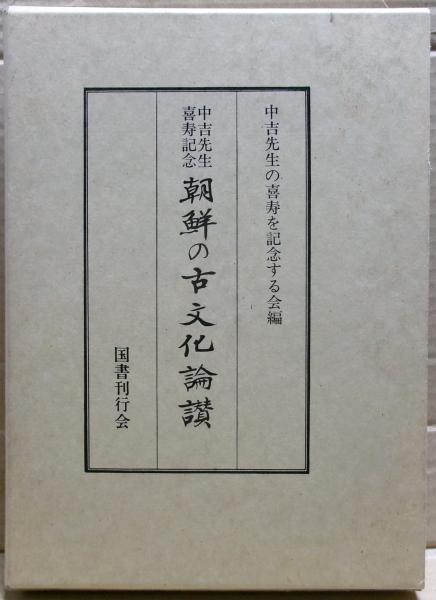 中吉先生の喜寿を記念する会編
中吉先生
喜寿記念
朝鮮の古文化論讃
国書刊行会